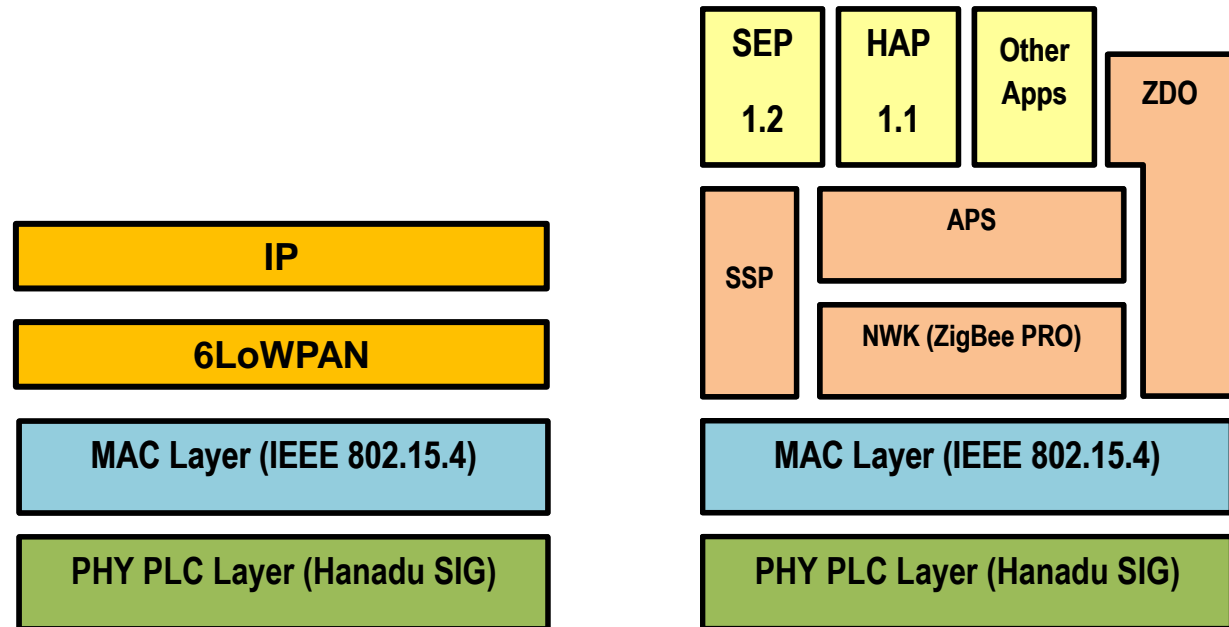 IP
6LoWPAN
MAC Layer (IEEE 802.15.4)
PHY PLC Layer (Hanadu SIG)
SEP
1.2
HAP
1.1
Other
Apps
ZDO
SSP
APS
NWK (ZigBee PRO)
MAC Layer (IEEE 802.15.4)
PHY PLC Layer (Hanadu SIG)